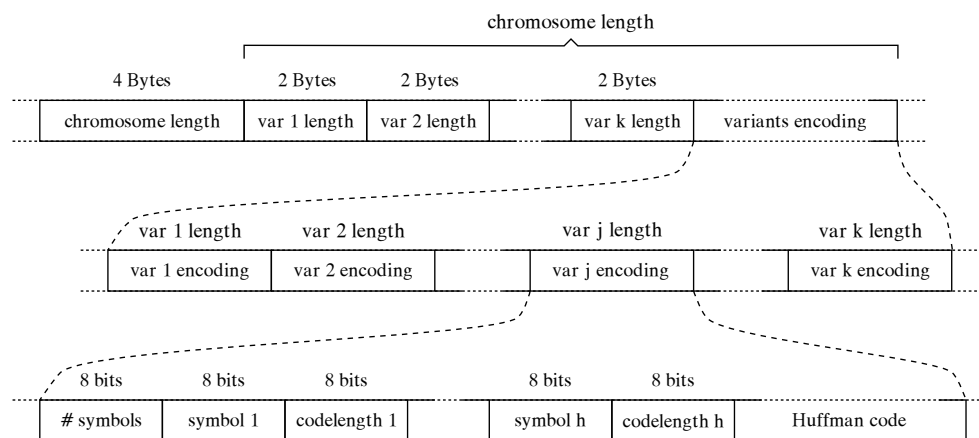 chromosome length
4 Bytes 2 Bytes 2 Bytes 2 Bytes
chromosome length var 1 length var 2 length var k length variants encoding
var 1 length var 2 length var j length var k length
var 1 encoding var 2 encoding var j encoding var k encoding
8 bits 8 bits 8 bits 8 bits 8 bits
# symbols symbol 1 codelength 1 symbol h codelength h Huffman code